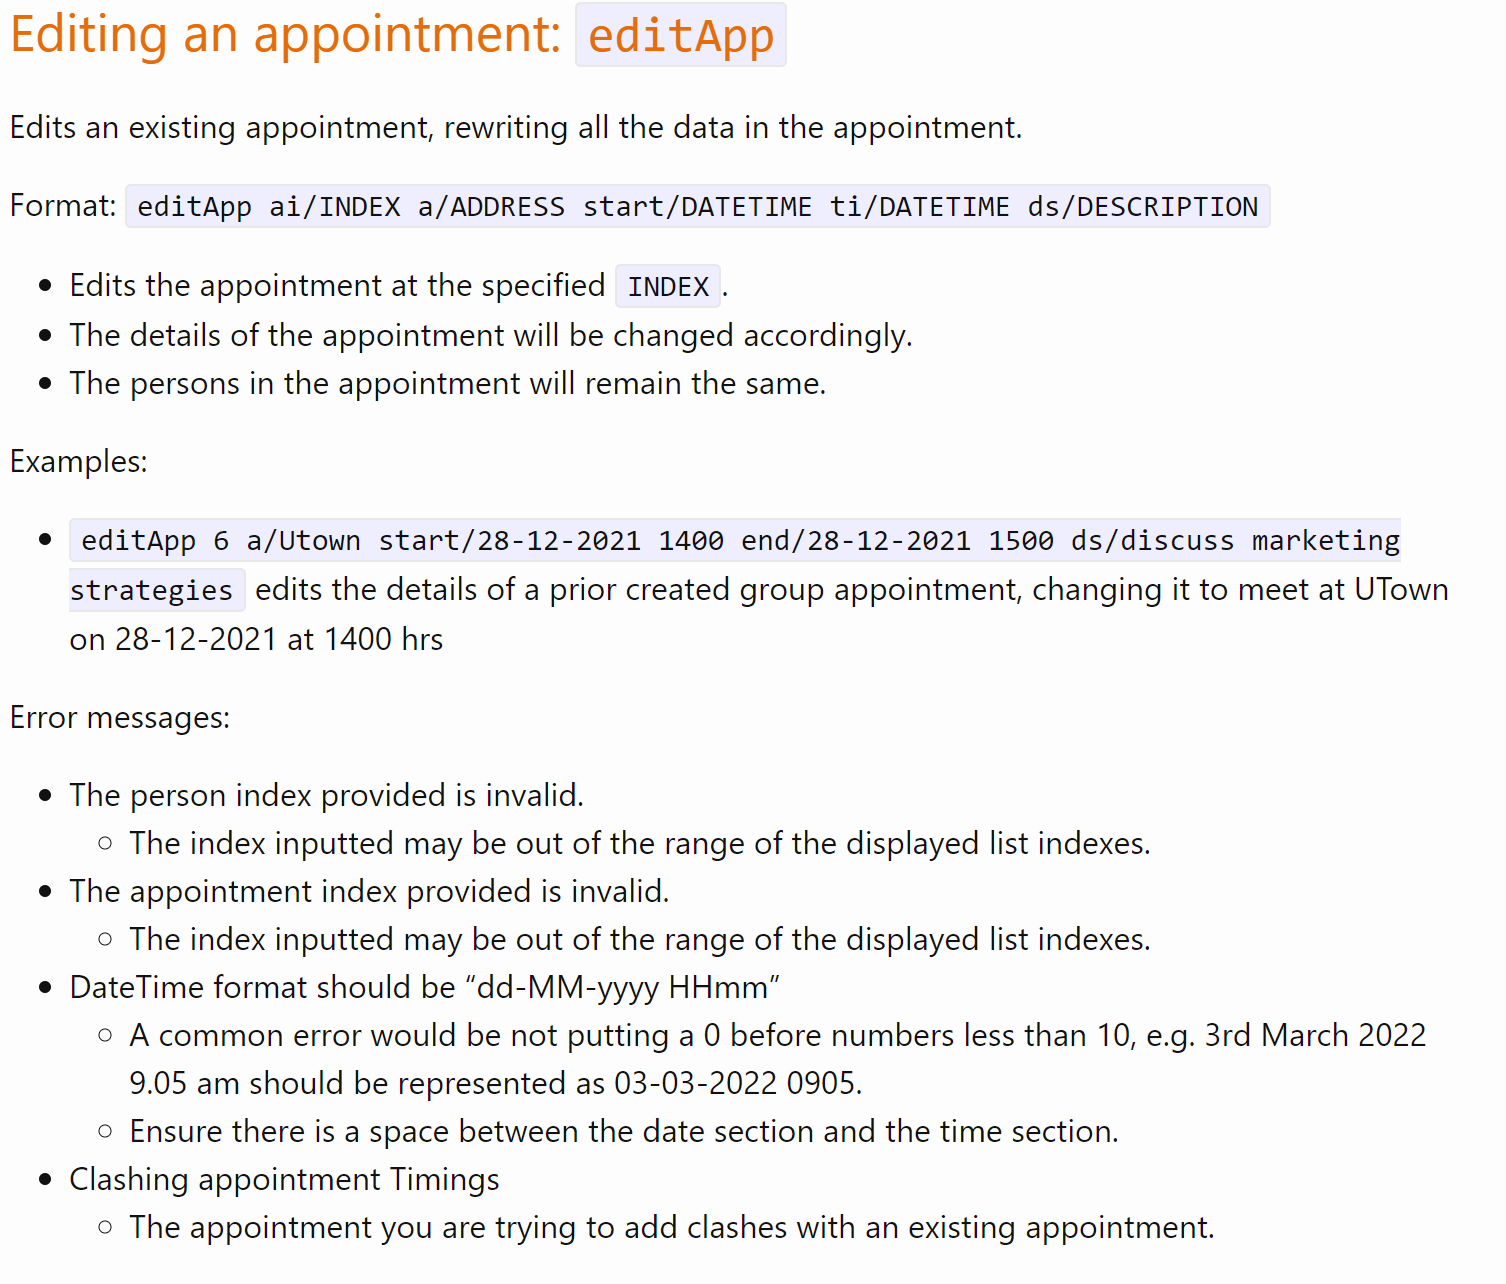 Editing an appointment: editApp
Edits an existing appointment, rewriting all the data in the appointment.
Format: editApp ai/INDEX a/ADDRESS start/DATETIME ti/DATETIME ds/DESCRIPTION
Edits the appointment at the specified INDEX.
The details of the appointment will be changed accordingly.
The persons in the appointment will remain the same.
Examples:
editApp 6 a/Utown start/28-12-2021 1400 end/28-12-2021 1500 ds/discuss marketing
strategies edits the details of a prior created group appointment, changing it to meet at UTown
on 28-12-2021 at 1400 hrs
Error messages:
The person index provided is invalid.
The index inputted may be out of the range of the displayed list indexes.
The appointment index provided is invalid.
The index inputted may be out of the range of the displayed list indexes.
DateTime format should be “dd-MM-yyyy HHmm”
A common error would be not putting a 0 before numbers less than 10, e.g. 3rd March 2022
9.05 am should be represented as 03-03-2022 0905.
Ensure there is a space between the date section and the time section.
Clashing appointment Timings
The appointment you are trying to add clashes with an existing appointment.